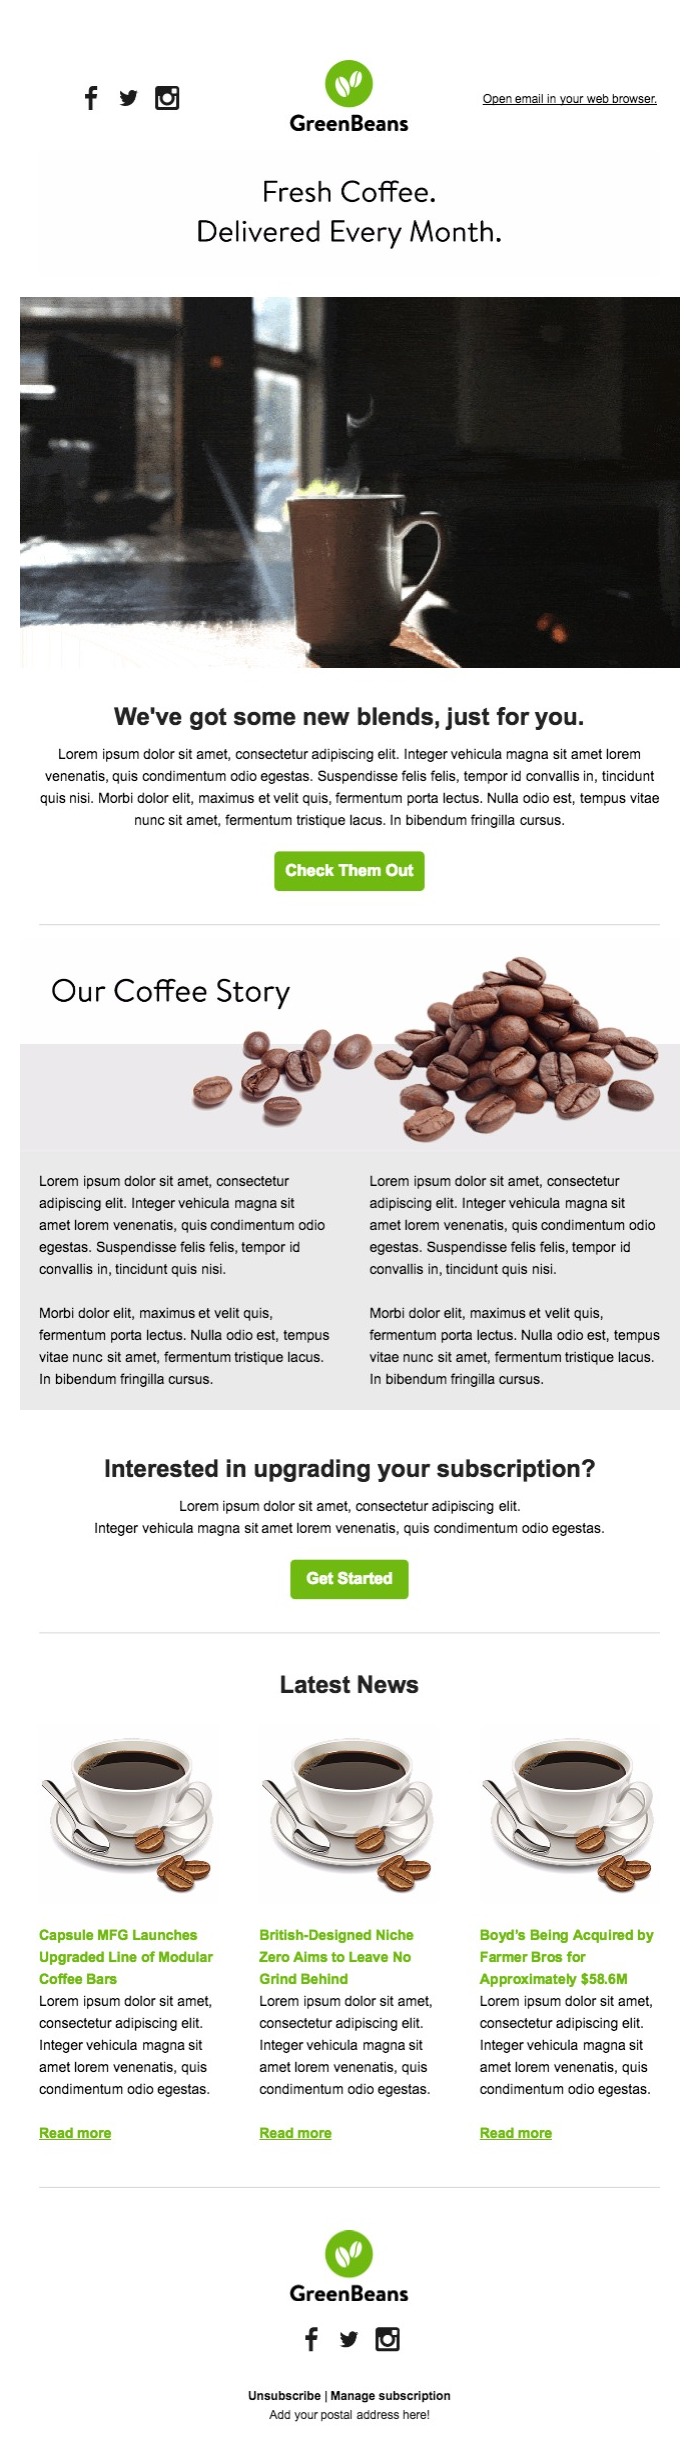 GreenBeans
Open email in your web browser.
Fresh Coffee.
Delivered Every Month.
We've got some new blends, just for you.
Lorem ipsum dolor sit amet, consectetur adipiscing elit. Integer vehicula magna sit amet lorem
venenatis, quis condimentum odio egestas. Suspendisse felis felis, tempor id convallis in, tincidunt
quis nisi. Morbi dolor elit, maximus et velit quis, fermentum porta lectus. Nulla odio est, tempus vitae
nunc sit amet, fermentum tristique lacus. In bibendum fringilla cursus.
Check Them Out
Our Coffee Story
Lorem ipsum dolor sit amet, consectetur
adipiscing elit. Integer vehicula magna sit
amet lorem venenatis, quis condimentum odio
egestas. Suspendisse felis felis, tempor id
convallis in, tincidunt quis nisi.
Morbi dolor elit, maximus et velit quis,
fermentum porta lectus. Nulla odio est, tempus
vitae nunc sit amet, fermentum tristique lacus.
In bibendum fringilla cursus.
Lorem ipsum dolor sit amet, consectetur
adipiscing elit. Integer vehicula magna sit
amet lorem venenatis, quis condimentum odio
egestas. Suspendisse felis felis, tempor id
convallis in, tincidunt quis nisi.
Morbi dolor elit, maximus et velit quis,
fermentum porta lectus. Nulla odio est, tempus
vitae nunc sit amet, fermentum tristique lacus.
In bibendum fringilla cursus.
Interested in upgrading your subscription?
Lorem ipsum dolor sit amet, consectetur adipiscing elit.
Integer vehicula magna sit amet lorem venenatis, quis condimentum odio egestas.
Get Started
Latest News
Capsule MFG Launches
Upgraded Line of Modular
Coffee Bars
Lorem ipsum dolor sit amet,
consectetur adipiscing elit.
Integer vehicula magna sit
amet lorem venenatis, quis
condimentum odio egestas.
Read more
British-Designed Niche
Zero Aims to Leave No
Grind Behind
Lorem ipsum dolor sit amet,
consectetur adipiscing elit.
Integer vehicula magna sit
amet lorem venenatis, quis
condimentum odio egestas.
Read more
Boyd's Being Acquired by
Farmer Bros for
Approximately $58.6M
Lorem ipsum dolor sit amet,
consectetur adipiscing elit.
Integer vehicula magna sit
amet lorem venenatis, quis
condimentum odio egestas.
Read more
GreenBeans
Unsubscribe | Manage subscription
Add your postal address here!